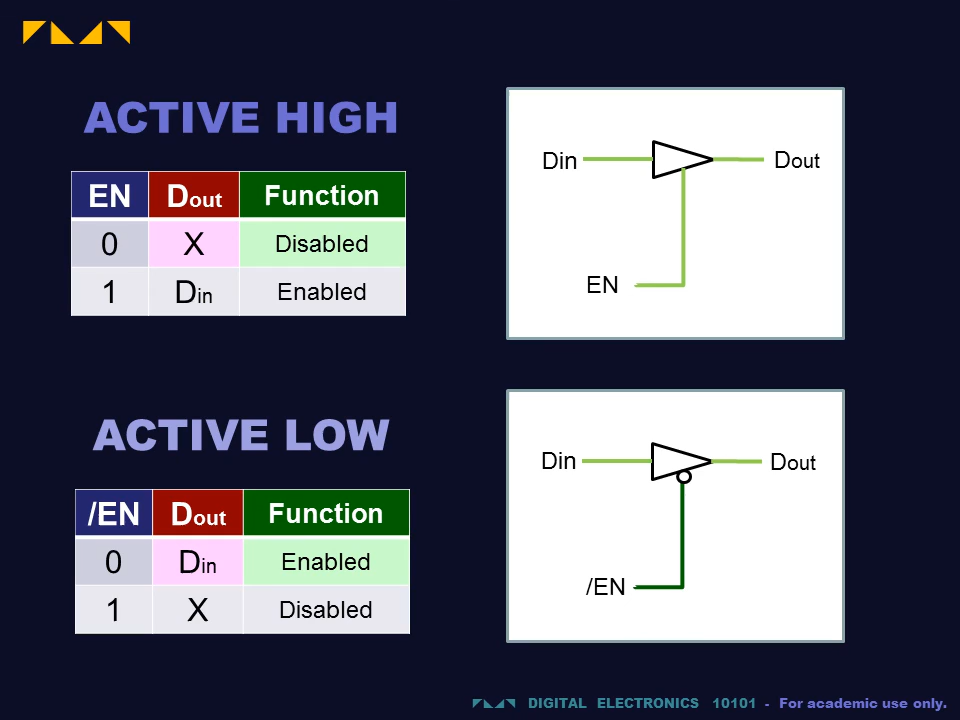 ACTIVE HIGH
EN Dout Function
0 X Disabled
1 Din Enabled
Din Dout
EN
ACTIVE LOW
/EN Dout Function
0 Din Enabled
1 X Disabled
Din Dout
/EN
DIGITAL ELECTRONICS 10101 - For academic use only.